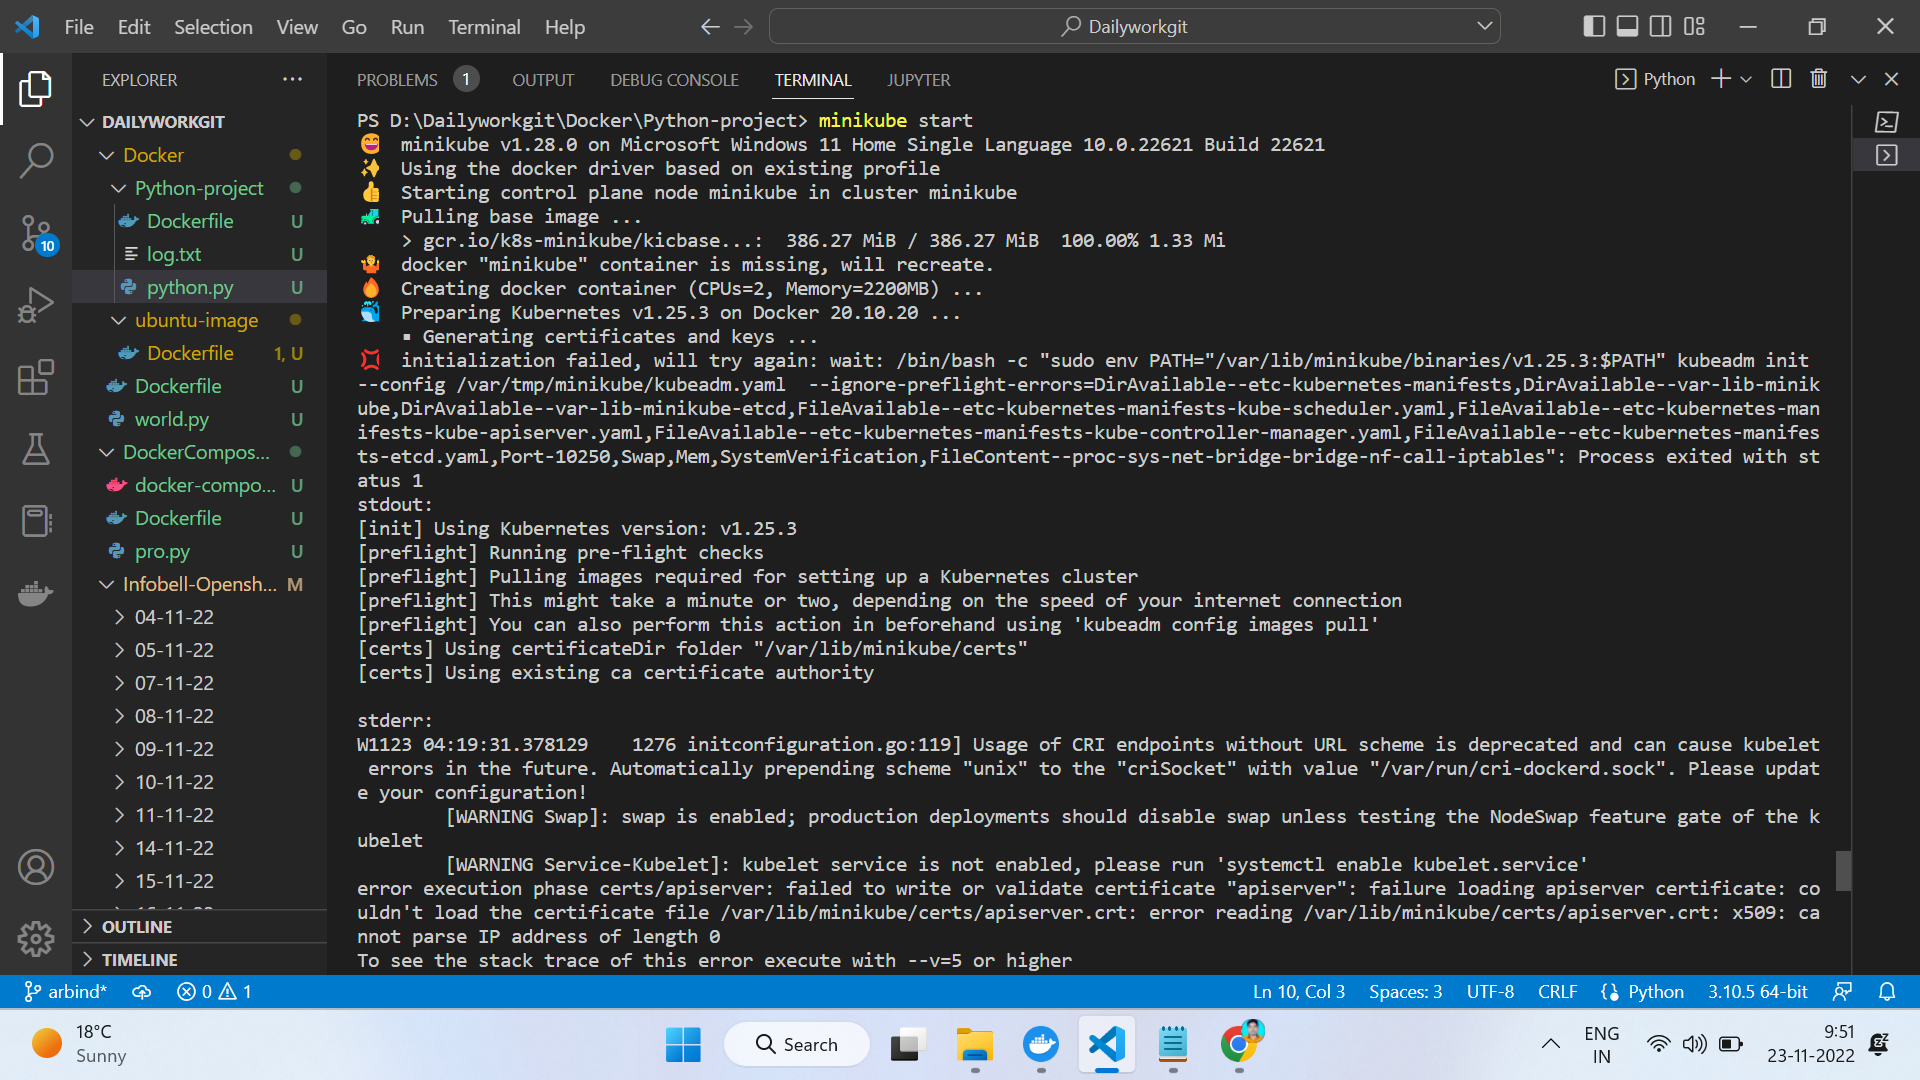 File Edit Selection View Go Run Terminal Help
Dailyworkgit
EXPLORER
DAILYWORKGIT
Docker
Python-project
Dockerfile U
log.txt U
python.py U
ubuntu-image
Dockerfile 1, U
Dockerfile U
world.py U
DockerCompos...
docker-compo... U
Dockerfile U
pro.py U
Infobell-Opensh... M
04-11-22
05-11-22
07-11-22
08-11-22
09-11-22
10-11-22
11-11-22
14-11-22
15-11-22
OUTLINE
TIMELINE
10
PROBLEMS 1 OUTPUT DEBUG CONSOLE TERMINAL JUPYTER
Python
PS D:\Dailyworkgit\Docker\Python-project> minikube start
minikube v1.28.0 on Microsoft Windows 11 Home Single Language 10.0.22621 Build 22621
Using the docker driver based on existing profile
Starting control plane node minikube in cluster minikube
Pulling base image ...
> gcr.io/k8s-minikube/kicbase...:  386.27 MiB / 386.27 MiB  100.00% 1.33 Mi
docker "minikube" container is missing, will recreate.
Creating docker container (CPUs=2, Memory=2200MB) ...
Preparing Kubernetes v1.25.3 on Docker 20.10.20 ...
▪ Generating certificates and keys ...
initialization failed, will try again: wait: /bin/bash -c "sudo env PATH="/var/lib/minikube/binaries/v1.25.3:$PATH" kubeadm init
--config /var/tmp/minikube/kubeadm.yaml  --ignore-preflight-errors=DirAvailable--etc-kubernetes-manifests,DirAvailable--var-lib-minik
ube,DirAvailable--var-lib-minikube-etcd,FileAvailable--etc-kubernetes-manifests-kube-scheduler.yaml,FileAvailable--etc-kubernetes-man
ifests-kube-apiserver.yaml,FileAvailable--etc-kubernetes-manifests-kube-controller-manager.yaml,FileAvailable--etc-kubernetes-manifes
ts-etcd.yaml,Port-10250,Swap,Mem,SystemVerification,FileContent--proc-sys-net-bridge-bridge-nf-call-iptables": Process exited with st
atus 1
stdout:
[init] Using Kubernetes version: v1.25.3
[preflight] Running pre-flight checks
[preflight] Pulling images required for setting up a Kubernetes cluster
[preflight] This might take a minute or two, depending on the speed of your internet connection
[preflight] You can also perform this action in beforehand using 'kubeadm config images pull'
[certs] Using certificateDir folder "/var/lib/minikube/certs"
[certs] Using existing ca certificate authority
stderr:
W1123 04:19:31.378129    1276 initconfiguration.go:119] Usage of CRI endpoints without URL scheme is deprecated and can cause kubelet
errors in the future. Automatically prepending scheme "unix" to the "criSocket" with value "/var/run/cri-dockerd.sock". Please updat
e your configuration!
[WARNING Swap]: swap is enabled; production deployments should disable swap unless testing the NodeSwap feature gate of the k
ubelet
[WARNING Service-Kubelet]: kubelet service is not enabled, please run 'systemctl enable kubelet.service'
error execution phase certs/apiserver: failed to write or validate certificate "apiserver": failure loading apiserver certificate: co
uldn't load the certificate file /var/lib/minikube/certs/apiserver.crt: error reading /var/lib/minikube/certs/apiserver.crt: x509: ca
nnot parse IP address of length 0
To see the stack trace of this error execute with --v=5 or higher
arbind* 0 1
Ln 10, Col 3 Spaces: 3 UTF-8 CRLF Python 3.10.5 64-bit
18°C
Sunny
Search
ENG
IN
9:51
23-11-2022